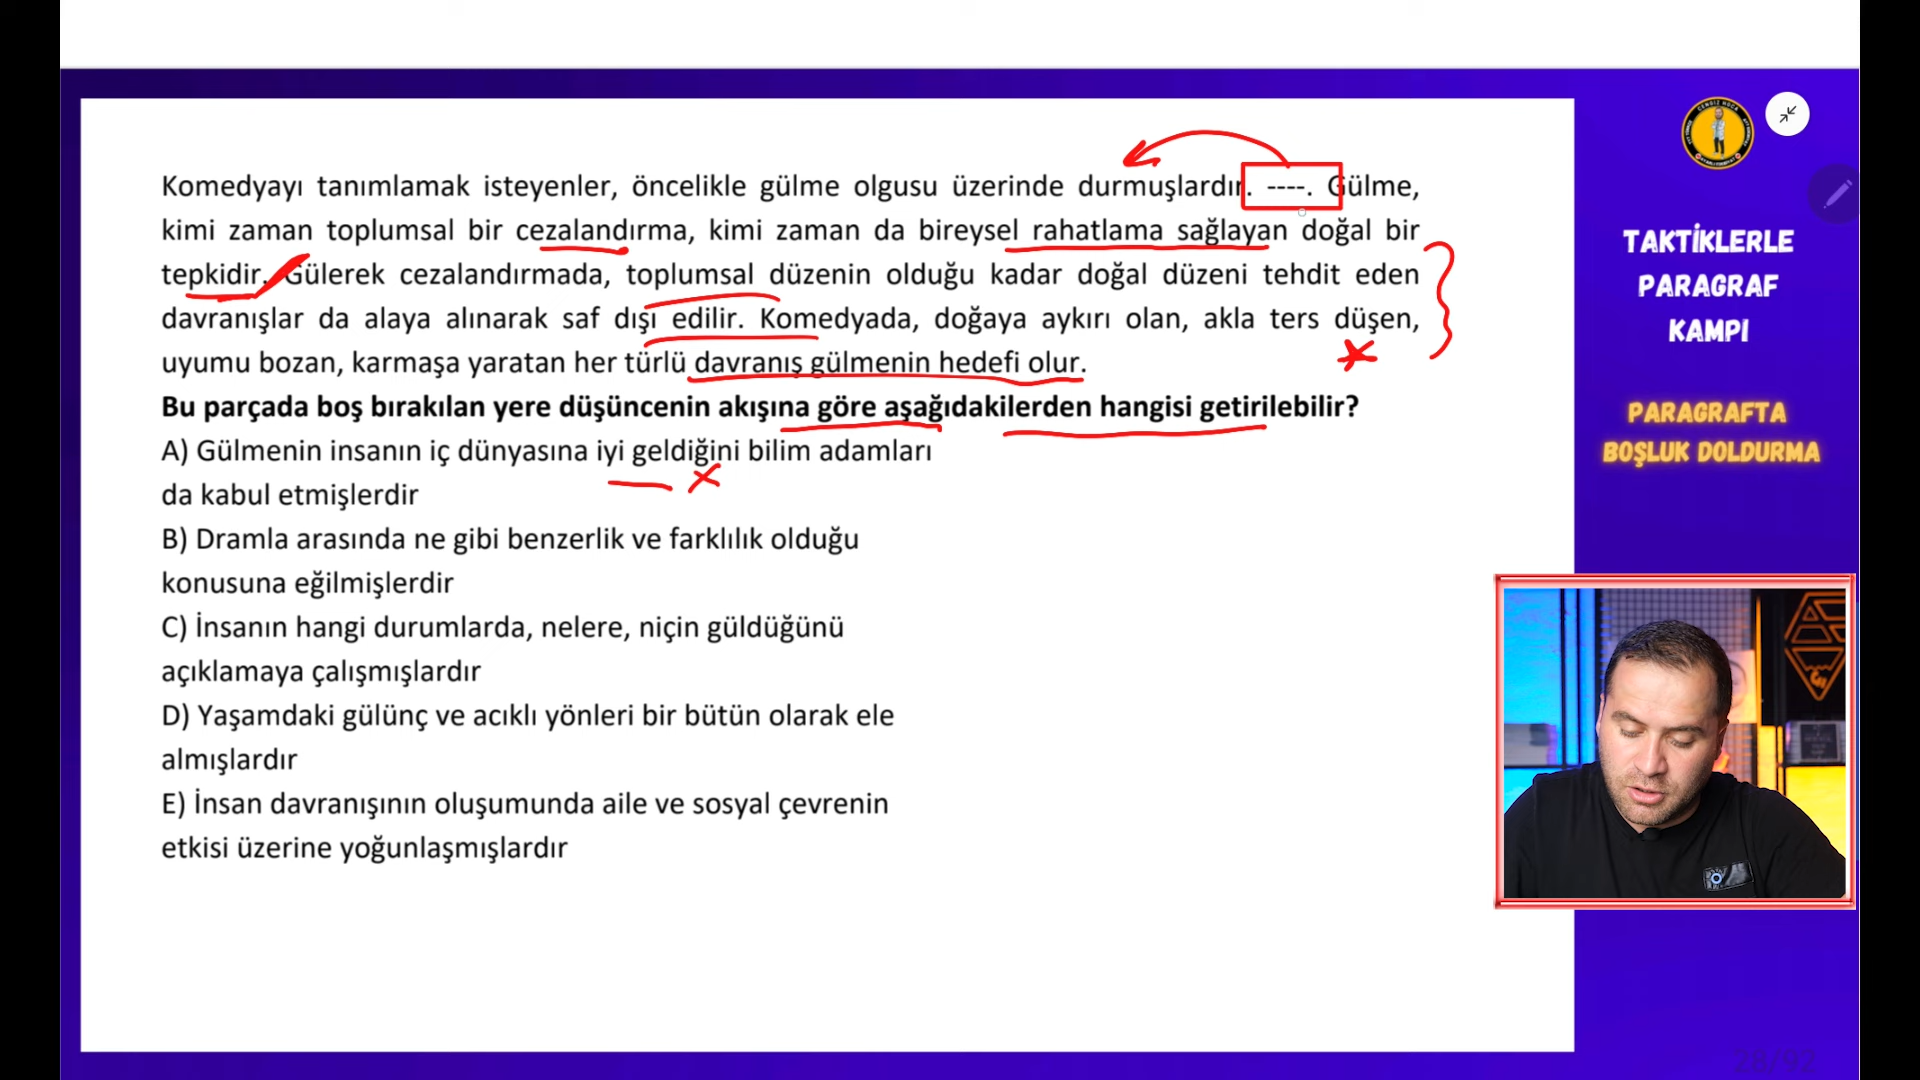 Komedyayı tanımlamak isteyenler, öncelikle gülme olgusu üzerinde durmuşlardır. ----. Gülme,
kimi zaman toplumsal bir cezalandırma, kimi zaman da bireysel rahatlama sağlayan doğal bir
tepkidir. Gülerek cezalandırmada, toplumsal düzenin olduğu kadar doğal düzeni tehdit eden
davranışlar da alaya alınarak saf dışı edilir. Komedyada, doğaya aykırı olan, akla ters düşen,
uyumu bozan, karmaşa yaratan her türlü davranış gülmenin hedefi olur.
Bu parçada boş bırakılan yere düşüncenin akışına göre aşağıdakilerden hangisi getirilebilir?
A) Gülmenin insanın iç dünyasına iyi geldiğini bilim adamları
da kabul etmişlerdir
B) Dramla arasında ne gibi benzerlik ve farklılık olduğu
konusuna eğilmişlerdir
C) İnsanın hangi durumlarda, nelere, niçin güldüğünü
açıklamaya çalışmışlardır
D) Yaşamdaki gülünç ve acıklı yönleri bir bütün olarak ele
almışlardır
E) İnsan davranışının oluşumunda aile ve sosyal çevrenin
etkisi üzerine yoğunlaşmışlardır
CENGİZ HOCA
TAKTİKLERLE
PARAGRAF
KAMPI
PARAGRAFTA
BOŞLUK DOLDURMA
28/92